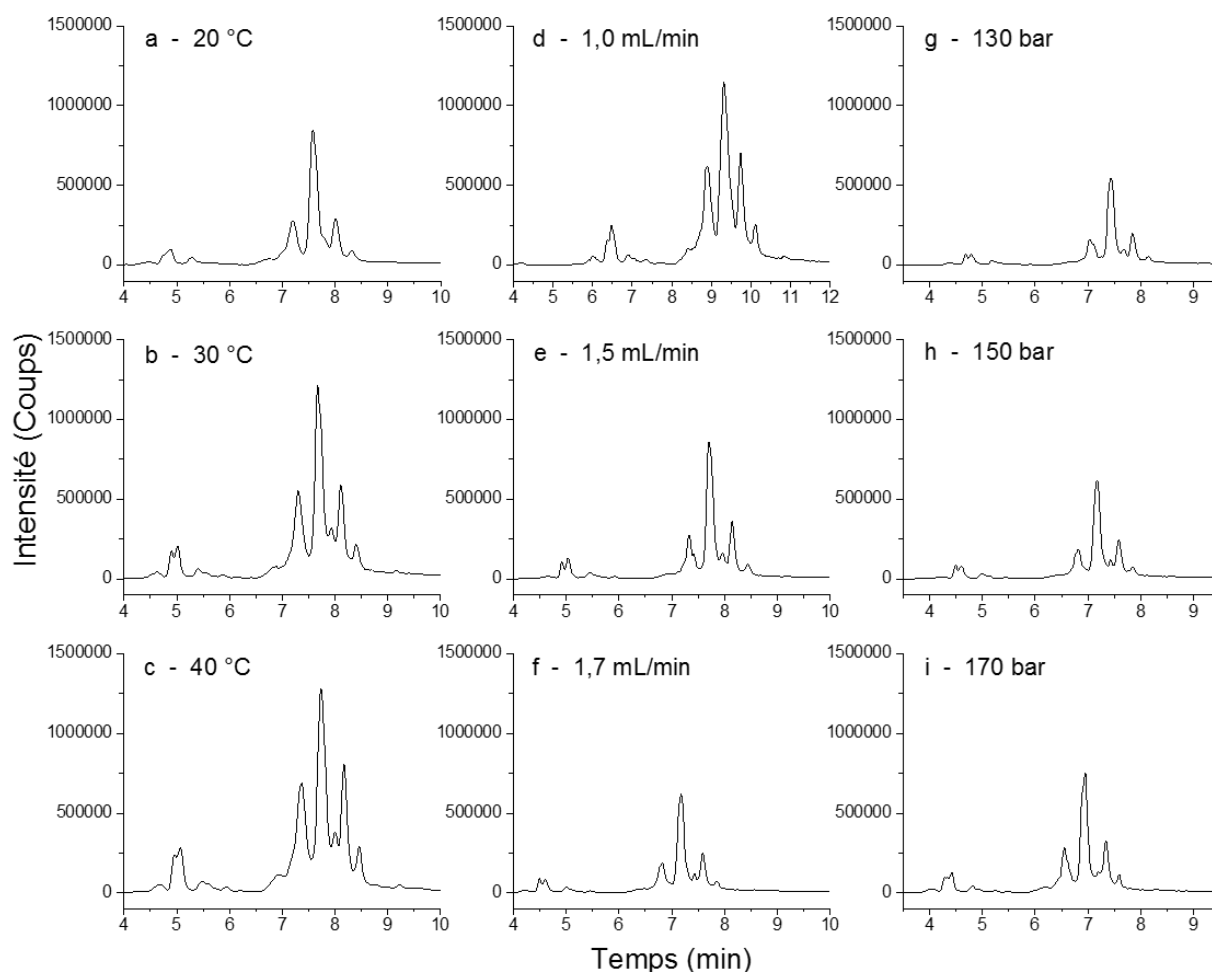 a - 20 °C
1500000
1000000
500000
0
4 5 6 7 8 9 10
d - 1,0 mL/min
1500000
1000000
500000
0
4 5 6 7 8 9 10 11 12
g - 130 bar
1500000
1000000
500000
0
4 5 6 7 8 9
b - 30 °C
1500000
1000000
500000
0
4 5 6 7 8 9 10
e - 1,5 mL/min
1500000
1000000
500000
0
4 5 6 7 8 9 10
h - 150 bar
1500000
1000000
500000
0
4 5 6 7 8 9
c - 40 °C
1500000
1000000
500000
0
4 5 6 7 8 9 10
f - 1,7 mL/min
1500000
1000000
500000
0
4 5 6 7 8 9 10
i - 170 bar
1500000
1000000
500000
0
4 5 6 7 8 9
Intensité (Coups)
Temps (min)